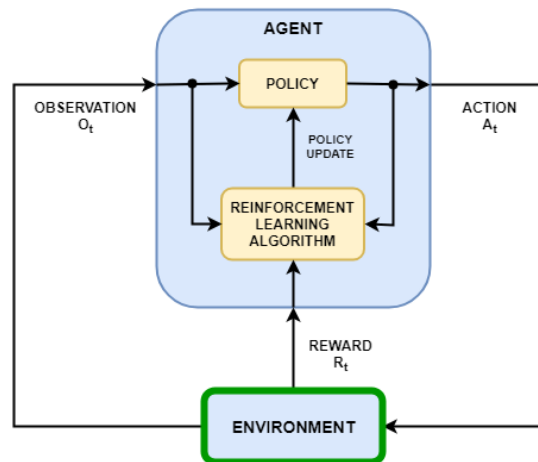 AGENT
OBSERVATION
Oₜ
POLICY
ACTION
Aₜ
POLICY
UPDATE
REINFORCEMENT
LEARNING
ALGORITHM
REWARD
Rₜ
ENVIRONMENT